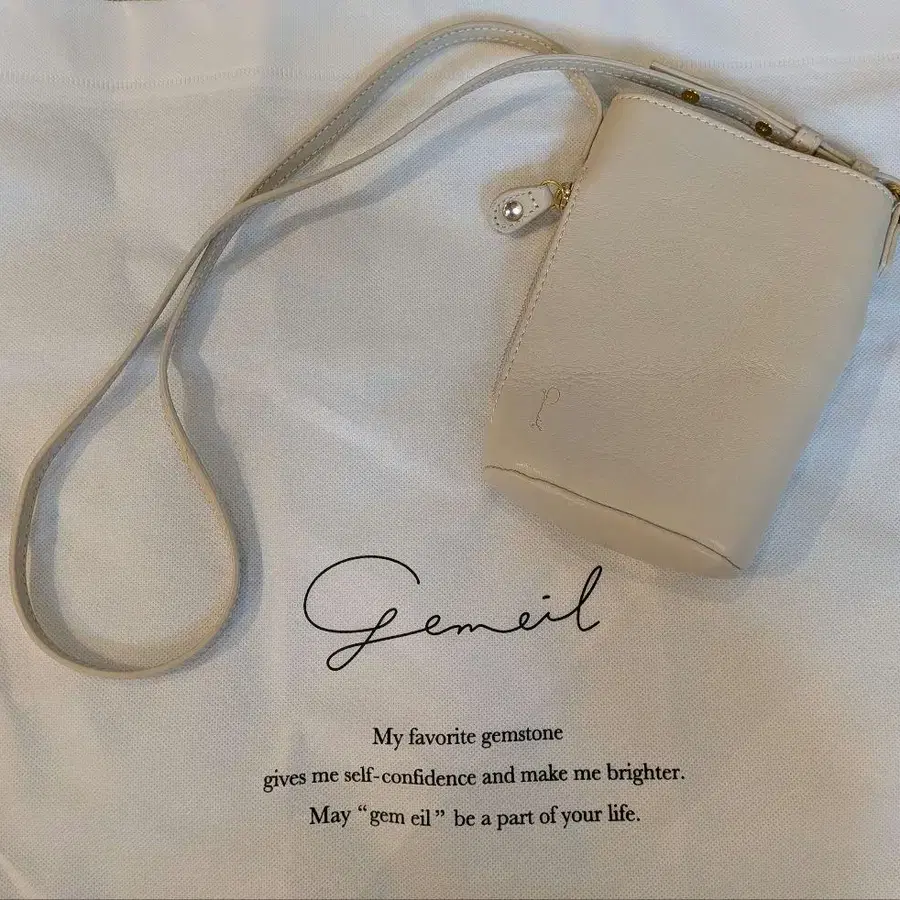 Gemeil
My favorite gemstone
gives me self-confidence and make me brighter.
May “gem eil” be a part of your life.